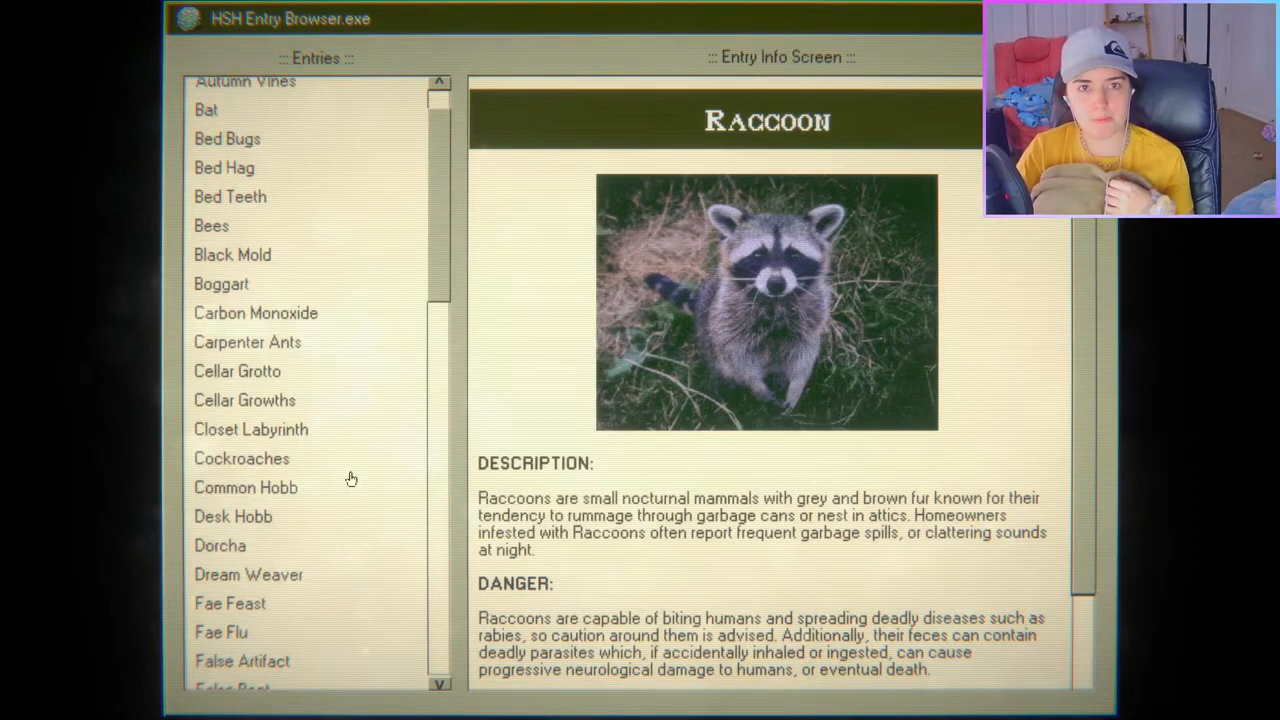 HSH Entry Browser.exe
::: Entries :::
::: Entry Info Screen :::
Autumn Vines
Bat
Bed Bugs
Bed Hag
Bed Teeth
Bees
Black Mold
Boggart
Carbon Monoxide
Carpenter Ants
Cellar Grotto
Cellar Growths
Closet Labyrinth
Cockroaches
Common Hobb
Desk Hobb
Dorcha
Dream Weaver
Fae Feast
Fae Flu
False Artifact
RACCOON
DESCRIPTION:
Raccoons are small nocturnal mammals with grey and brown fur known for their
tendency to rummage through garbage cans or nest in attics. Homeowners
infested with Raccoons often report frequent garbage spills, or clattering sounds
at night.
DANGER:
Raccoons are capable of biting humans and spreading deadly diseases such as
rabies, so caution around them is advised. Additionally, their feces can contain
deadly parasites which, if accidentally inhaled or ingested, can cause
progressive neurological damage to humans, or eventual death.